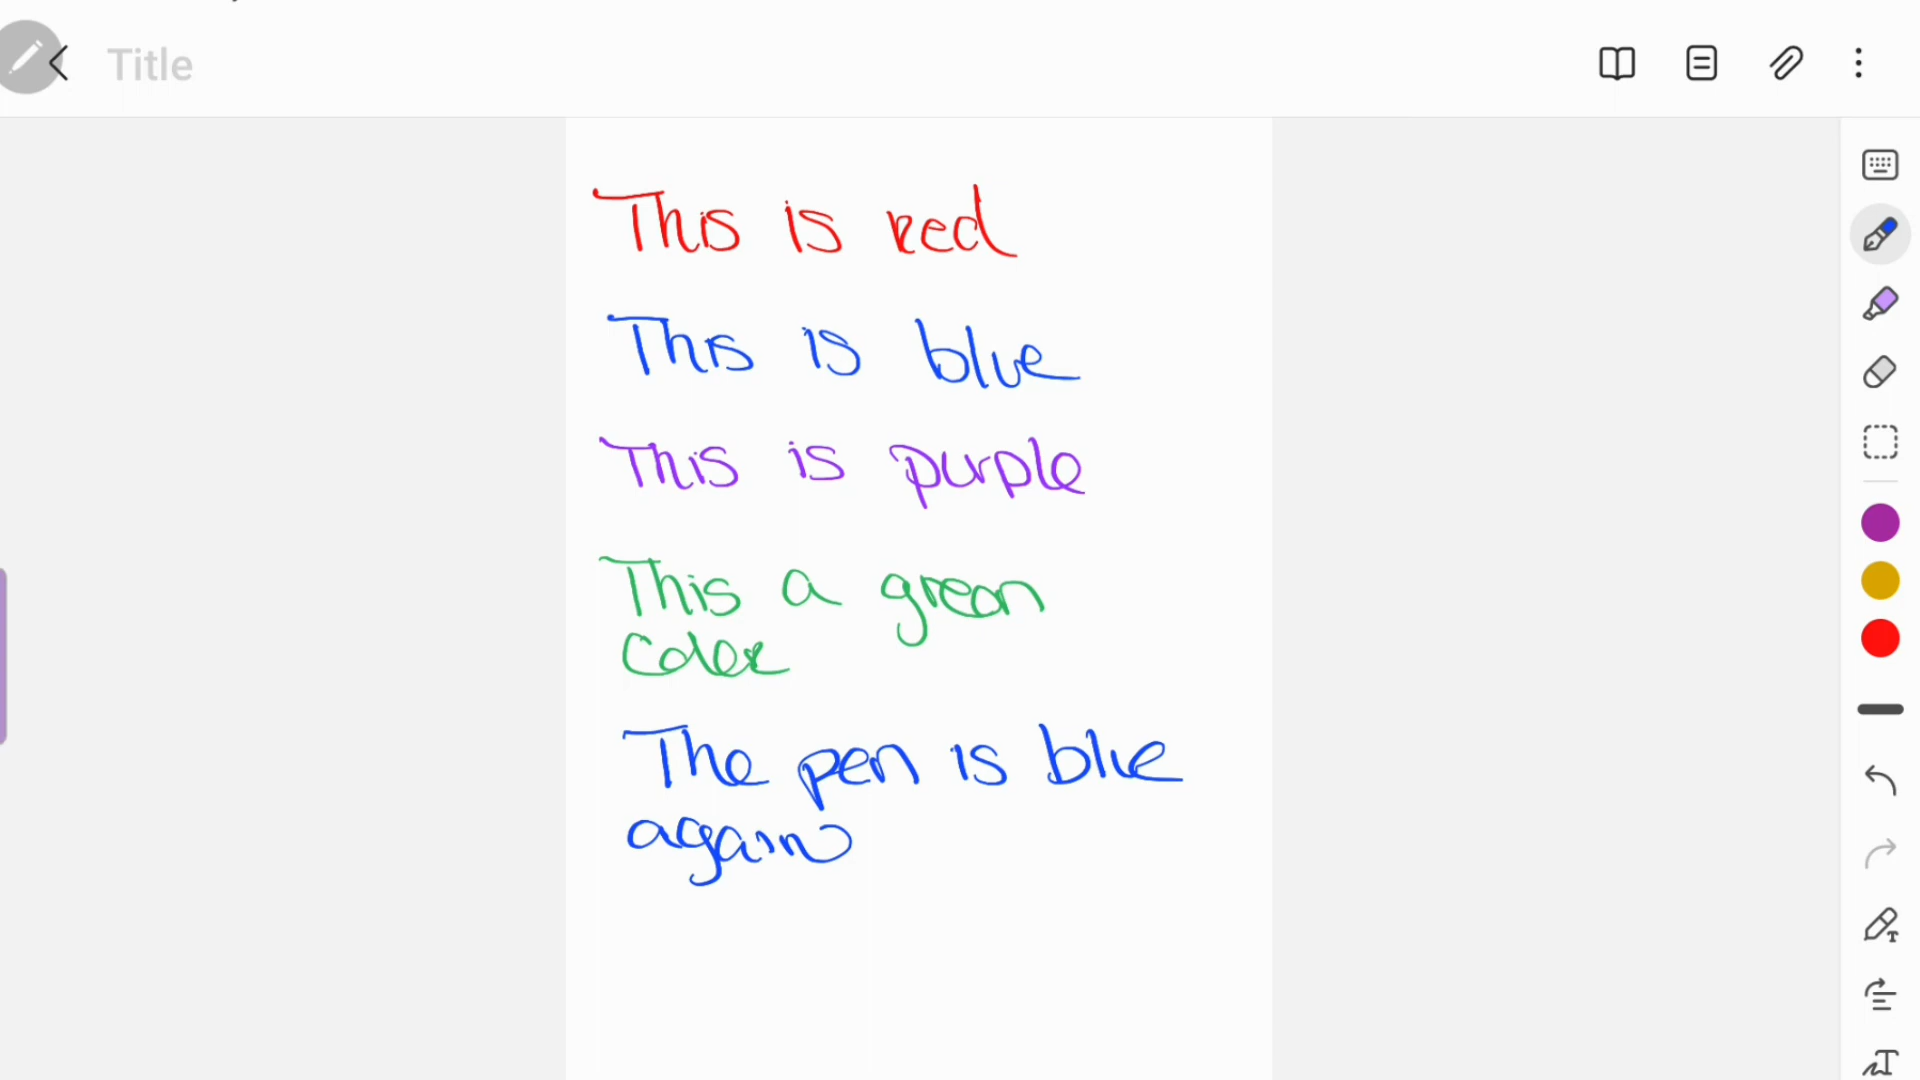 Title
This is red
This is blue
This is purple
This a green
color
The pen is blue
again